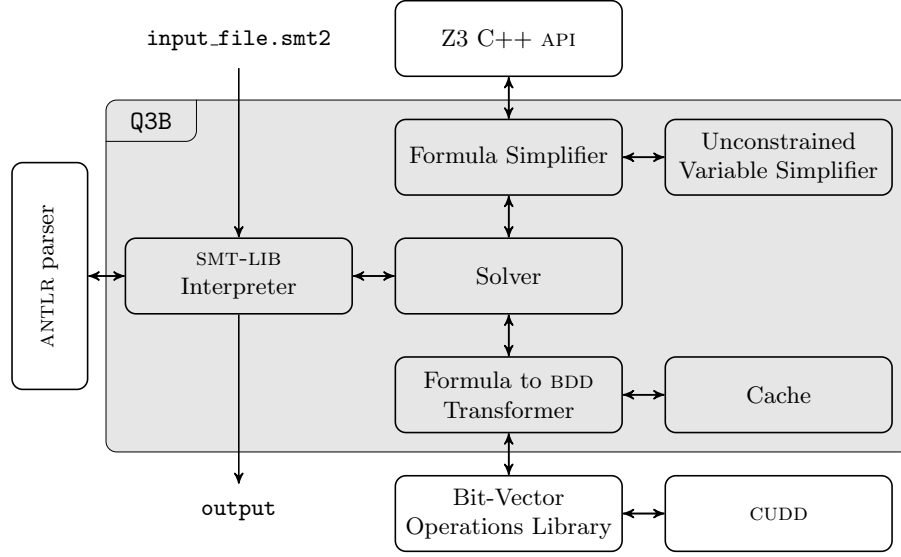 input_file.smt2
Z3 C++ API
Q3B
Formula Simplifier
Unconstrained
Variable Simplifier
ANTLR parser
SMT-LIB
Interpreter
Solver
Formula to BDD
Transformer
Cache
output
Bit-Vector
Operations Library
CUDD